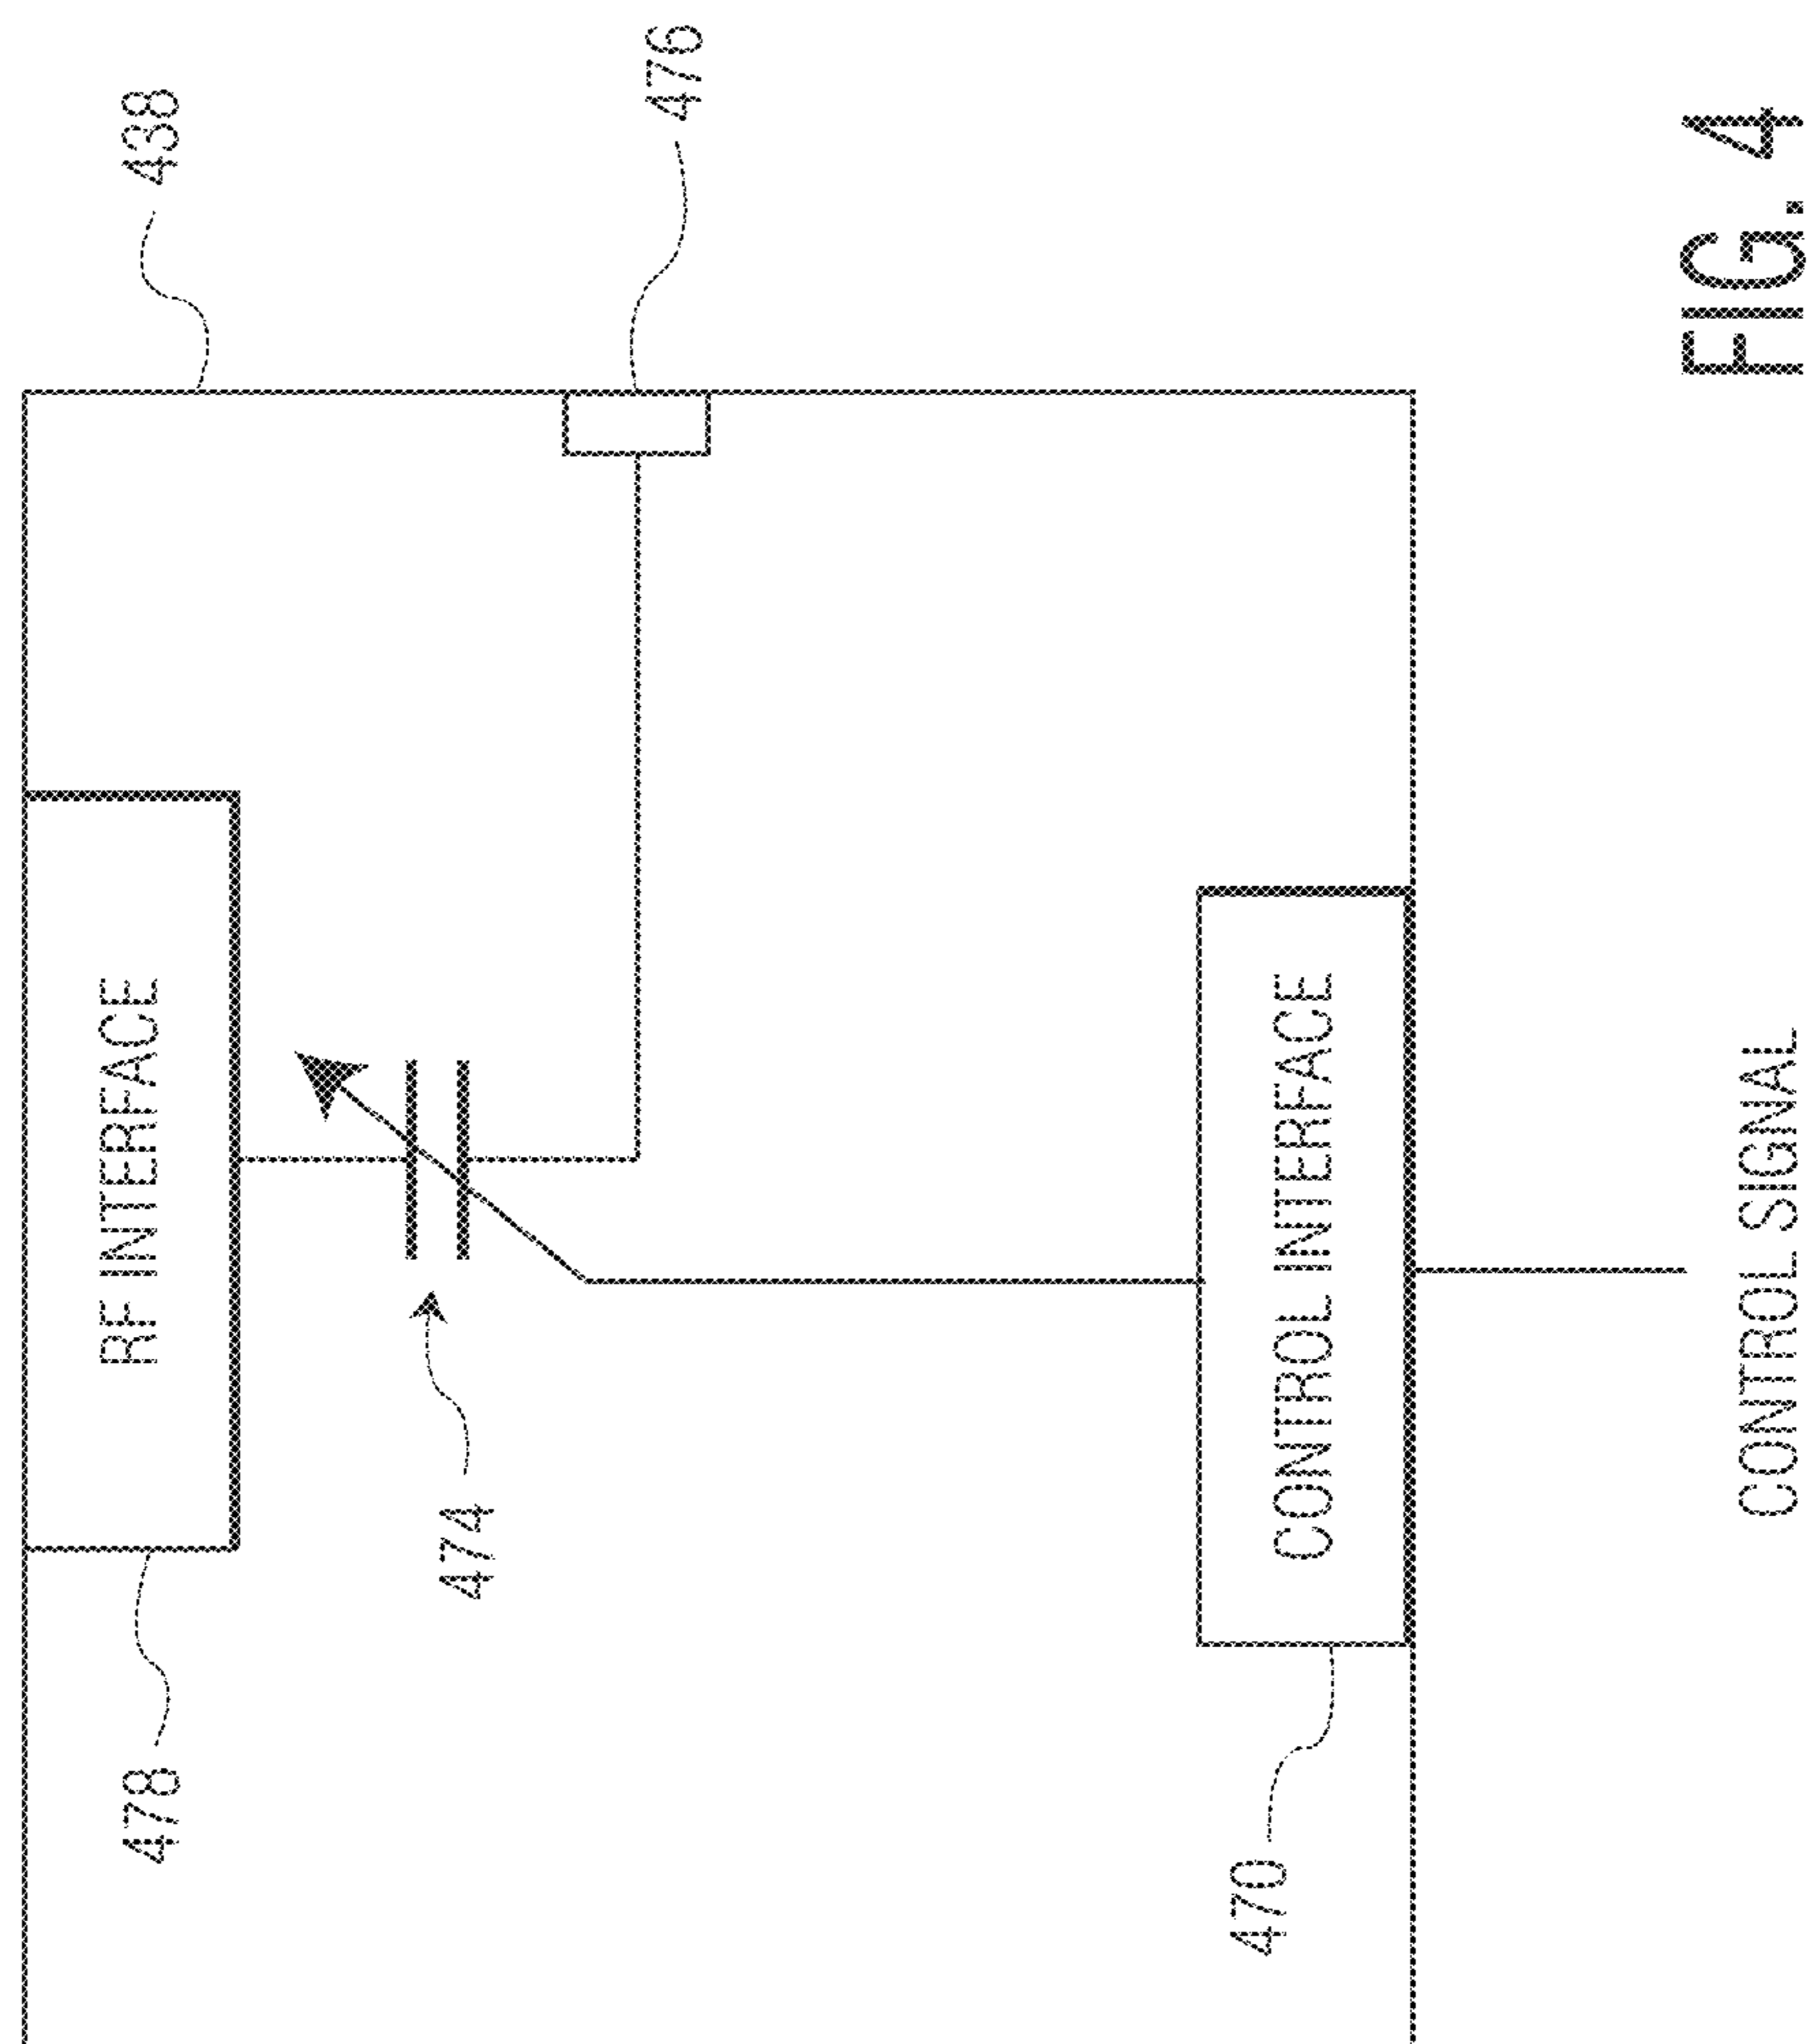 438
476
478
RF INTERFACE
474
470
CONTROL INTERFACE
CONTROL SIGNAL
FIG. 4